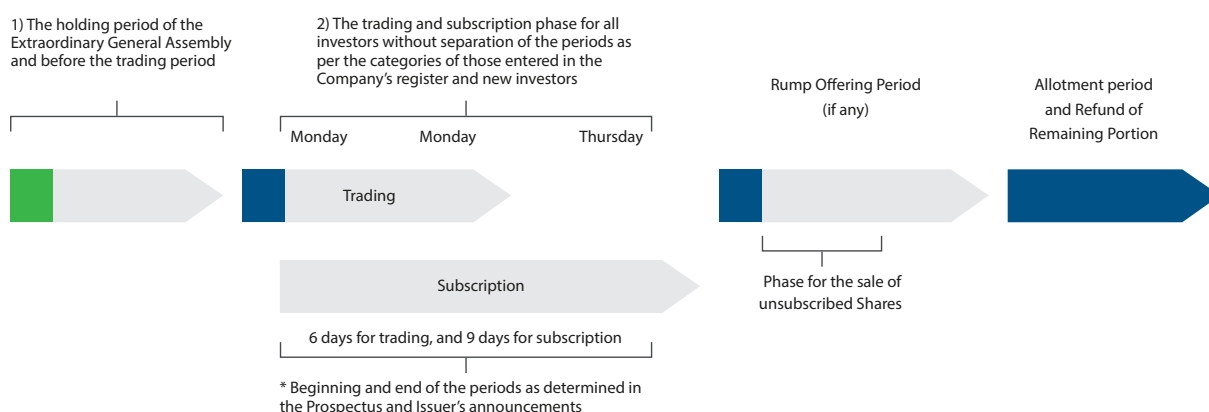 1) The holding period of the
Extraordinary General Assembly
and before the trading period
2) The trading and subscription phase for all
investors without separation of the periods as
per the categories of those entered in the
Company's register and new investors
Monday
Monday
Thursday
Rump Offering Period
(if any)
Allotment period
and Refund of
Remaining Portion
Trading
Subscription
Phase for the sale of
unsubscribed Shares
6 days for trading, and 9 days for subscription
* Beginning and end of the periods as determined in
the Prospectus and Issuer's announcements